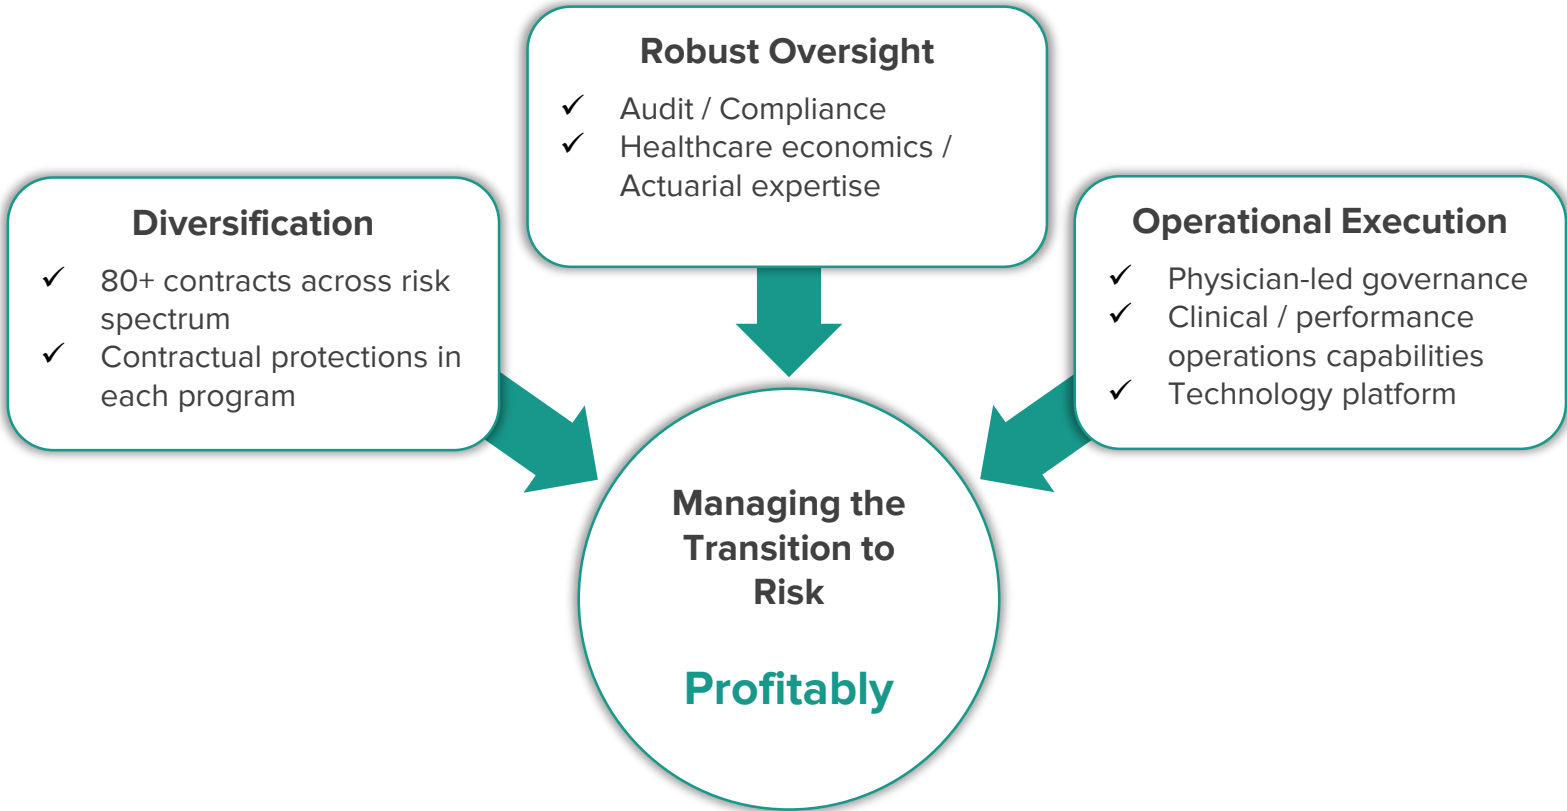 Robust Oversight
✓ Audit / Compliance
✓ Healthcare economics /
Actuarial expertise
Diversification
✓ 80+ contracts across risk
spectrum
✓ Contractual protections in
each program
Operational Execution
✓ Physician-led governance
✓ Clinical / performance
operations capabilities
✓ Technology platform
Managing the
Transition to
Risk
Profitably